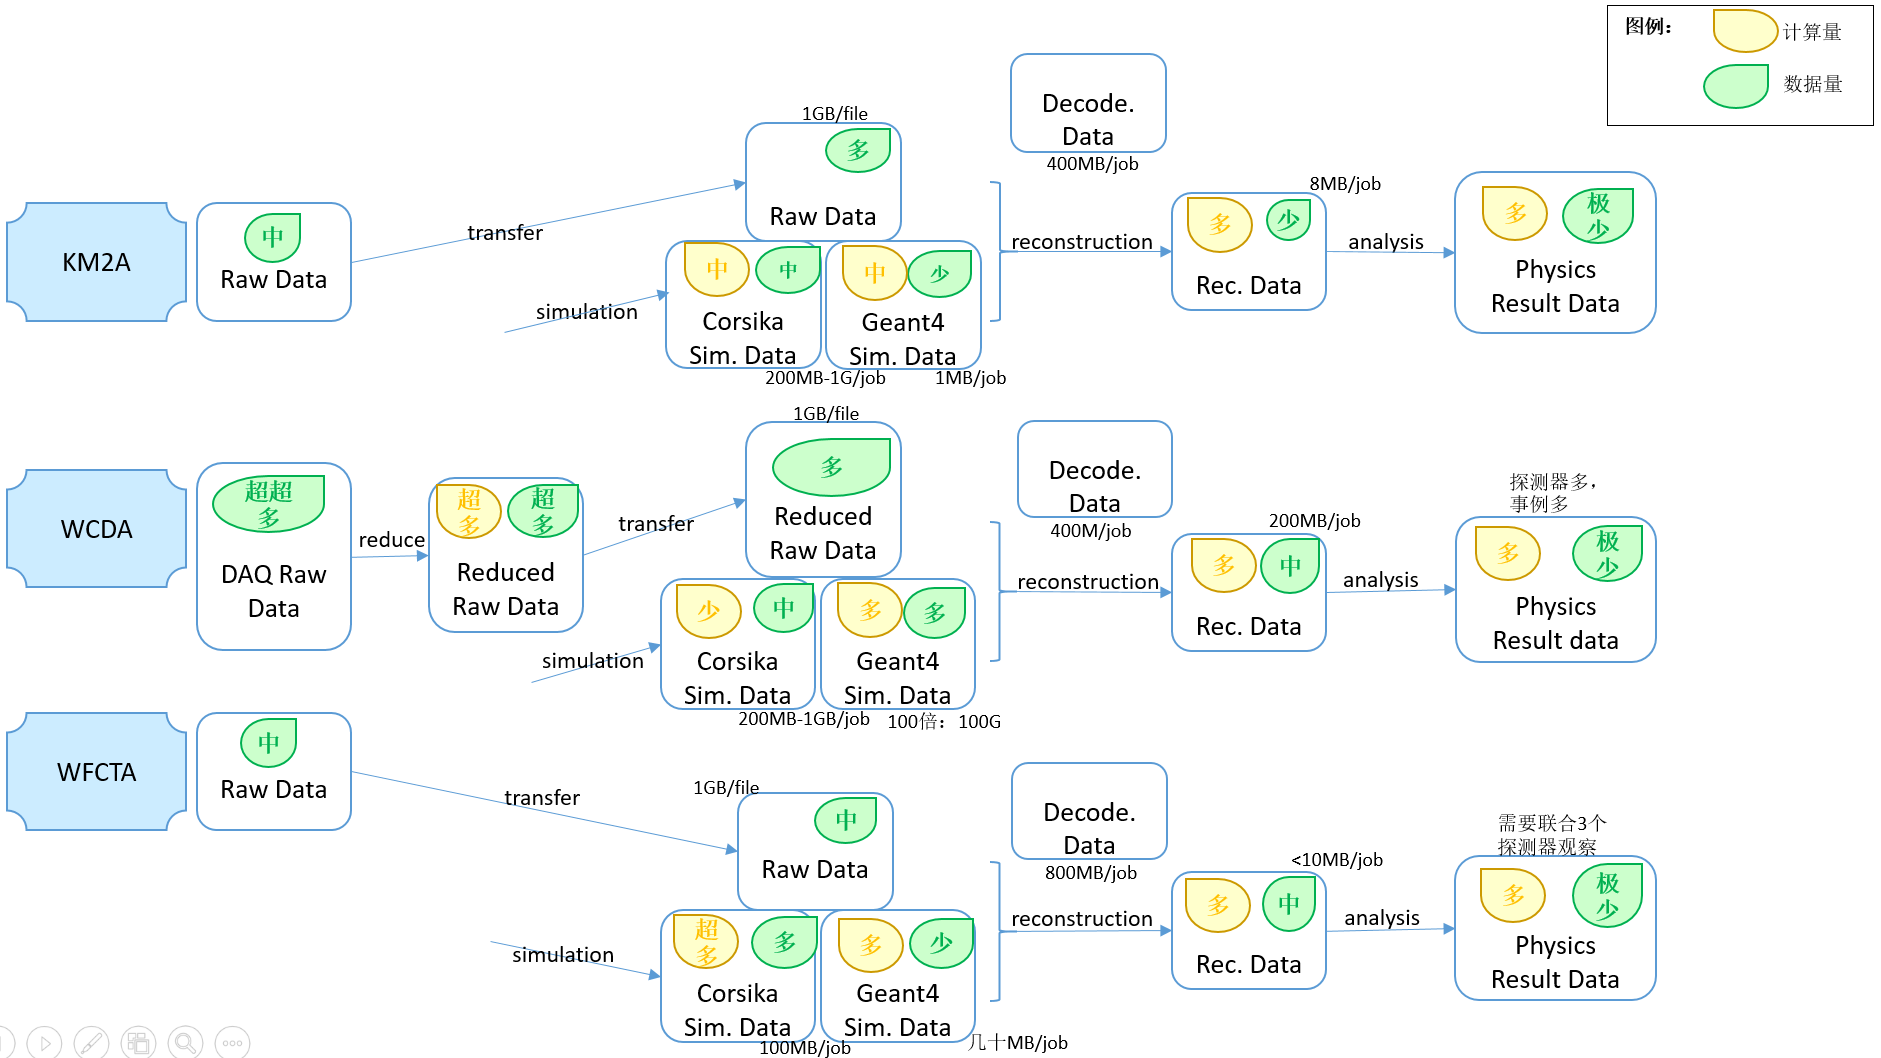 图例：
计算量
数据量
KM2A
中
Raw Data
transfer
1GB/file
多
Raw Data
simulation
中
中
Corsika
Sim. Data
200MB-1G/job
中
少
Geant4
Sim. Data
1MB/job
Decode.
Data
400MB/job
reconstruction
多
少
8MB/job
Rec. Data
analysis
多
极
少
Physics
Result Data
WCDA
超超
多
DAQ Raw
Data
reduce
超
多
超
多
Reduced
Raw Data
transfer
1GB/file
多
Reduced
Raw Data
simulation
少
中
Corsika
Sim. Data
200MB-1GB/job
多
多
Geant4
Sim. Data
100倍：100G
Decode.
Data
400M/job
reconstruction
200MB/job
多
中
Rec. Data
analysis
探测器多，
事例多
多
极
少
Physics
Result data
WFCTA
中
Raw Data
transfer
1GB/file
中
Raw Data
simulation
超
多
多
Corsika
Sim. Data
100MB/job
多
少
Geant4
Sim. Data
几十MB/job
Decode.
Data
800MB/job
reconstruction
<10MB/job
多
中
Rec. Data
analysis
需要联合3个
探测器观察
多
极
少
Physics
Result Data